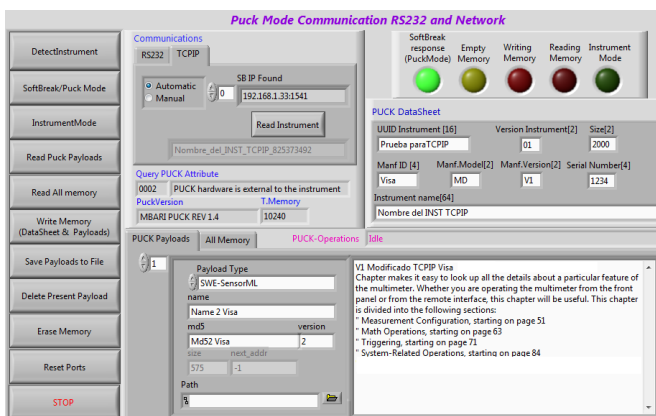 Puck Mode Communication RS232 and Network
DetectInstrument
SoftBreak/Puck Mode
InstrumentMode
Read Puck Payloads
Read All memory
Write Memory
(DataSheet & Payloads)
Save Payloads to File
Delete Present Payload
Erase Memory
Reset Ports
STOP
Communications
RS232 TCPIP
Automatic
Manual
0
SB IP Found
192.168.1.33:1541
Read Instrument
Nombre_del_INST_TCPIP_825373492
Query PUCK Attribute
0002 PUCK hardware is external to the instrument
PuckVersion T.Memory
MBARI PUCK REV 1.4 10240
SoftBreak
response
(PuckMode)
Empty
Memory
Writing
Memory
Reading
Memory
Instrument
Mode
PUCK DataSheet
UUID Instrument [16] Version Instrument[2] Size[2]
Prueba paraTCPIP 01 2000
Manf ID [4] Manf.Model[2] Manf.Version[2] Serial Number[4]
Visa MD V1 1234
Instrument name[64]
Nombre del INST TCPIP
PUCK Payloads All Memory PUCK-Operations Idle
1
Payload Type
SWE-SensorML
name
Name 2 Visa
md5 version
Md52 Visa 2
size next_addr
575 -1
Path
V1 Modificado TCPIP Visa
Chapter makes it easy to look up all the details about a particular feature of
the multimeter. Whether you are operating the multimeter from the front
panel or from the remote interface, this chapter will be useful. This chapter
is divided into the following sections:
" Measurement Configuration, starting on page 51
" Math Operations, starting on page 63
" Triggering, starting on page 71
" System-Related Operations, starting on page 84